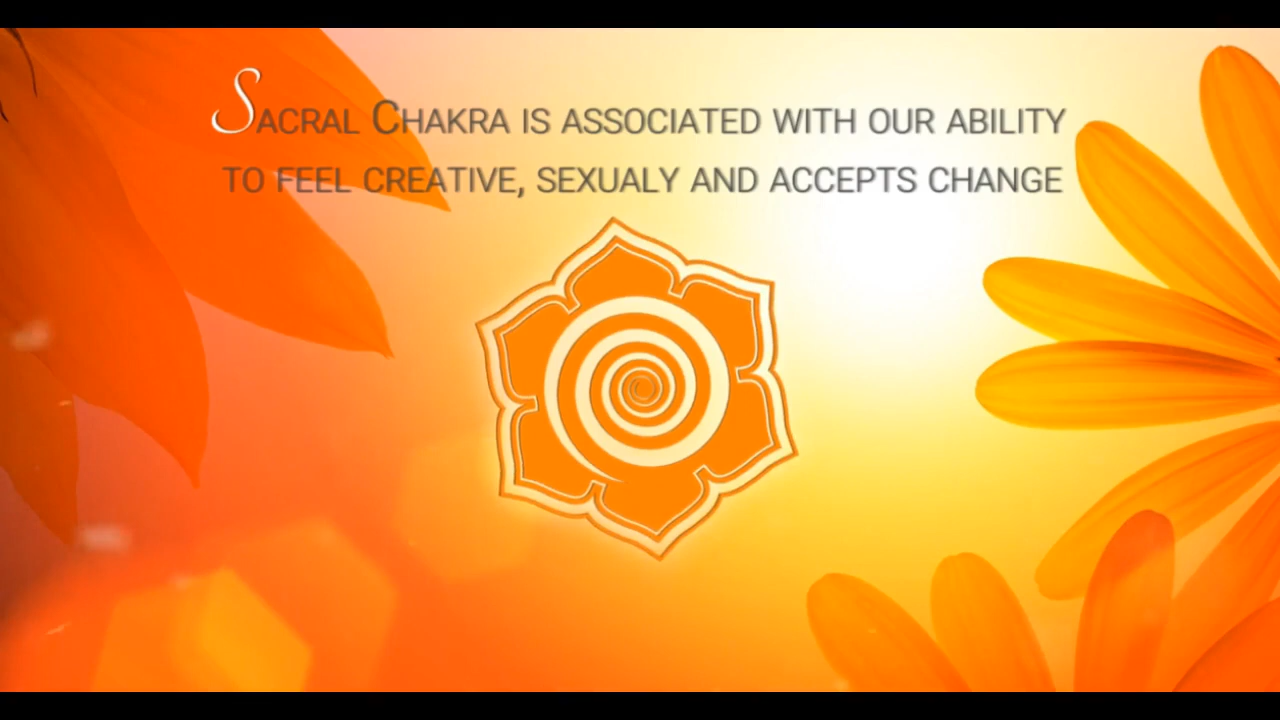 Sacral Chakra is associated with our ability
to feel creative, sexualy and accepts change